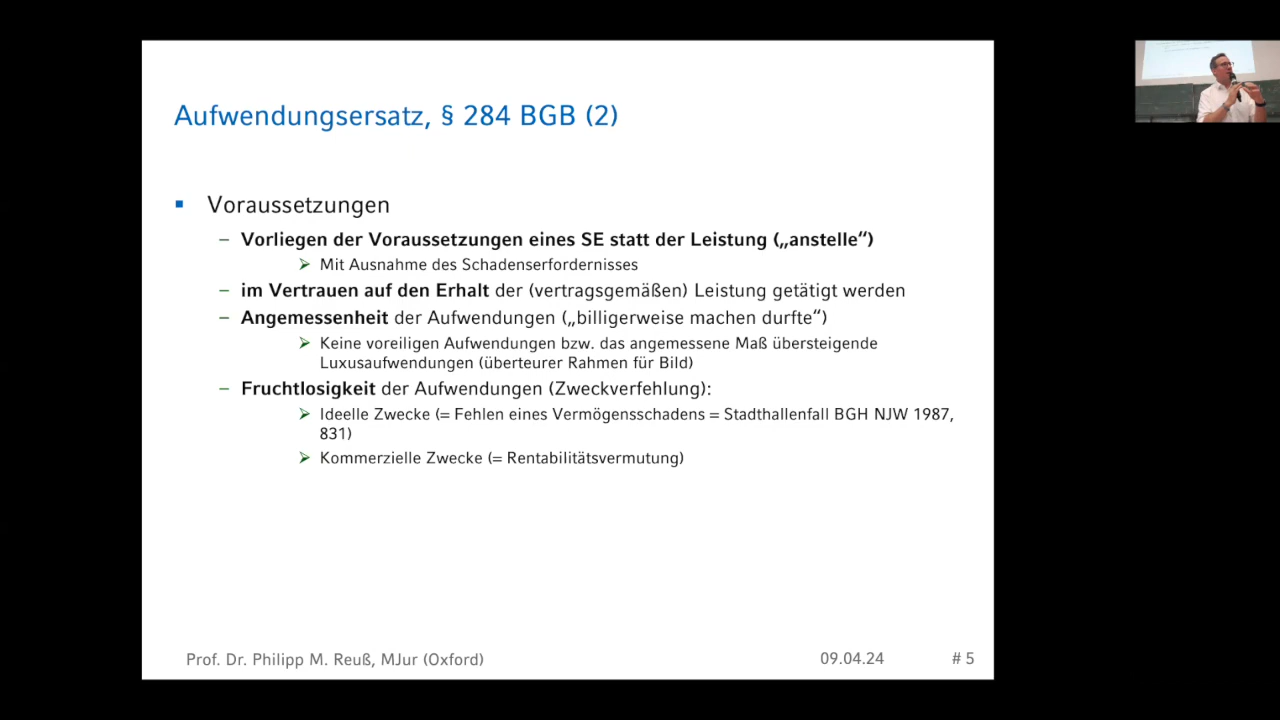 Aufwendungsersatz, § 284 BGB (2)
▪ Voraussetzungen
– Vorliegen der Voraussetzungen eines SE statt der Leistung („anstelle“)
➢ Mit Ausnahme des Schadenserfordernisses
– im Vertrauen auf den Erhalt der (vertragsgemäßen) Leistung getätigt werden
– Angemessenheit der Aufwendungen („billigerweise machen durfte“)
➢ Keine voreiligen Aufwendungen bzw. das angemessene Maß übersteigende
Luxusaufwendungen (überteurer Rahmen für Bild)
– Fruchtlosigkeit der Aufwendungen (Zweckverfehlung):
➢ Ideelle Zwecke (= Fehlen eines Vermögensschadens = Stadthallenfall BGH NJW 1987,
831)
➢ Kommerzielle Zwecke (= Rentabilitätsvermutung)
Prof. Dr. Philipp M. Reuß, MJur (Oxford) 09.04.24 # 5